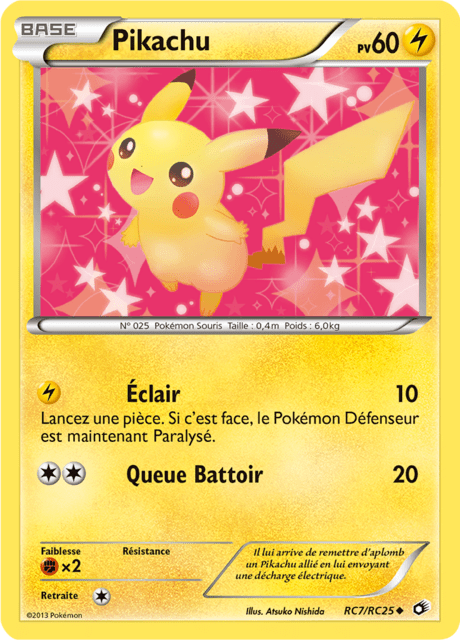 BASE Pikachu PV60
N° 025 Pokémon Souris Taille : 0,4m Poids : 6,0kg
Éclair 10
Lancez une pièce. Si c'est face, le Pokémon Défenseur
est maintenant Paralysé.
Queue Battoir 20
Faiblesse Résistance
×2
Retraite
Il lui arrive de remettre d'aplomb
un Pikachu allié en lui envoyant
une décharge électrique.
©2013 Pokémon Illus. Atsuko Nishida RC7/RC25